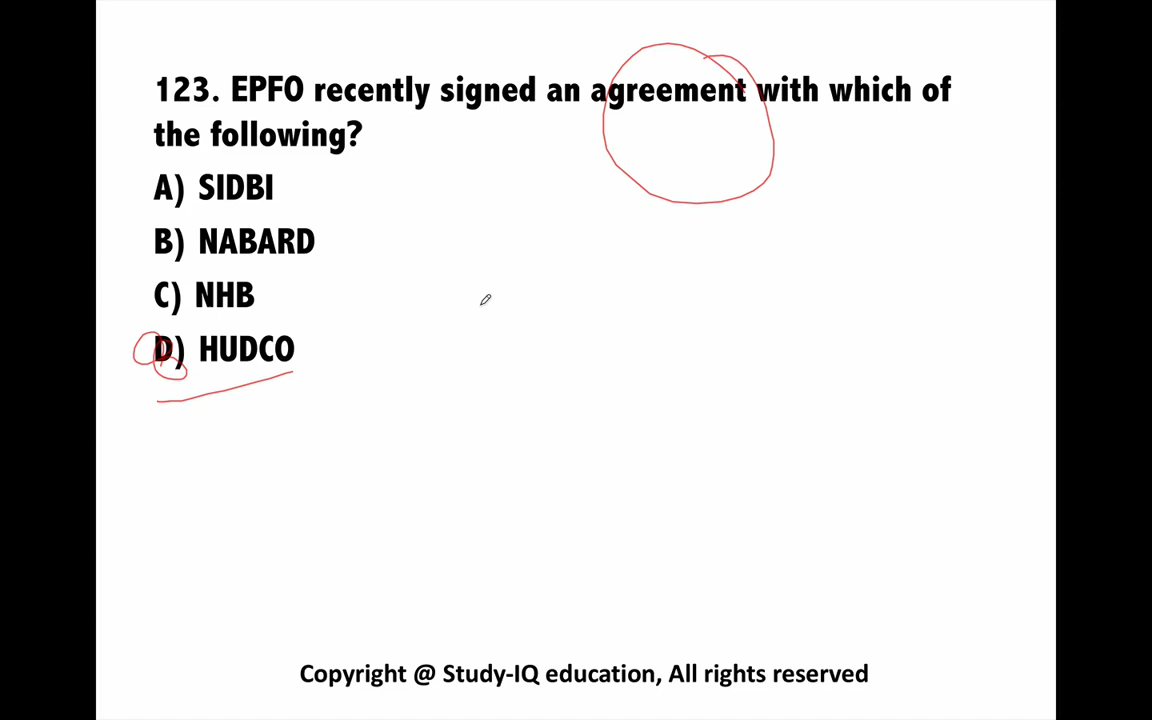 123. EPFO recently signed an agreement with which of
the following?
A) SIDBI
B) NABARD
C) NHB
D) HUDCO
Copyright @ Study-IQ education, All rights reserved